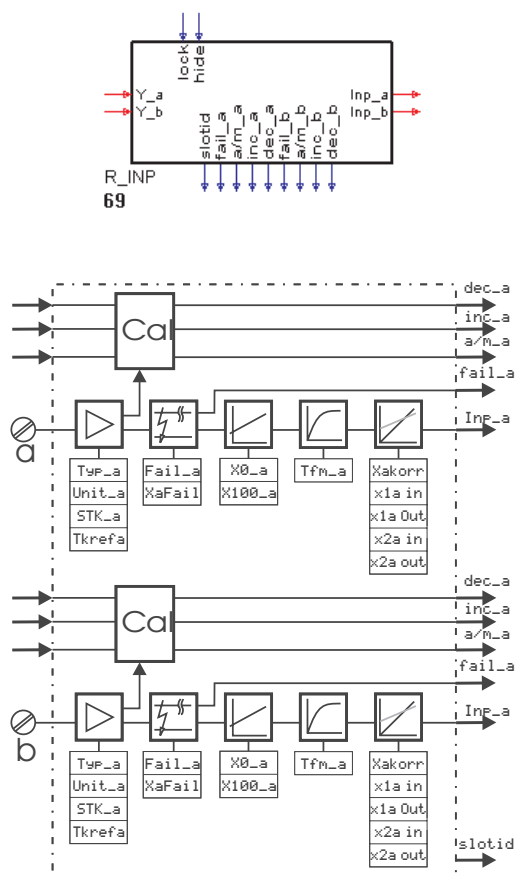 lock
hide
Y_a
Y_b
Inp_a
Inp_b
slotid
fail_a
a/m_a
inc_a
dec_a
fail_b
a/m_b
inc_b
dec_b
R_INP
69
dec_a
inc_a
a/m_a
Cal
fail_a
Inp_a
a
Typ_a
Unit_a
STK_a
Tkrefa
Fail_a
XaFail
X0_a
X100_a
Tfm_a
Xakorr
x1a in
x1a Out
x2a in
x2a out
dec_a
inc_a
a/m_a
Cal
fail_a
Inp_a
b
Typ_a
Unit_a
STK_a
Tkrefa
Fail_a
XaFail
X0_a
X100_a
Tfm_a
Xakorr
x1a in
x1a Out
x2a in
x2a out
slotid